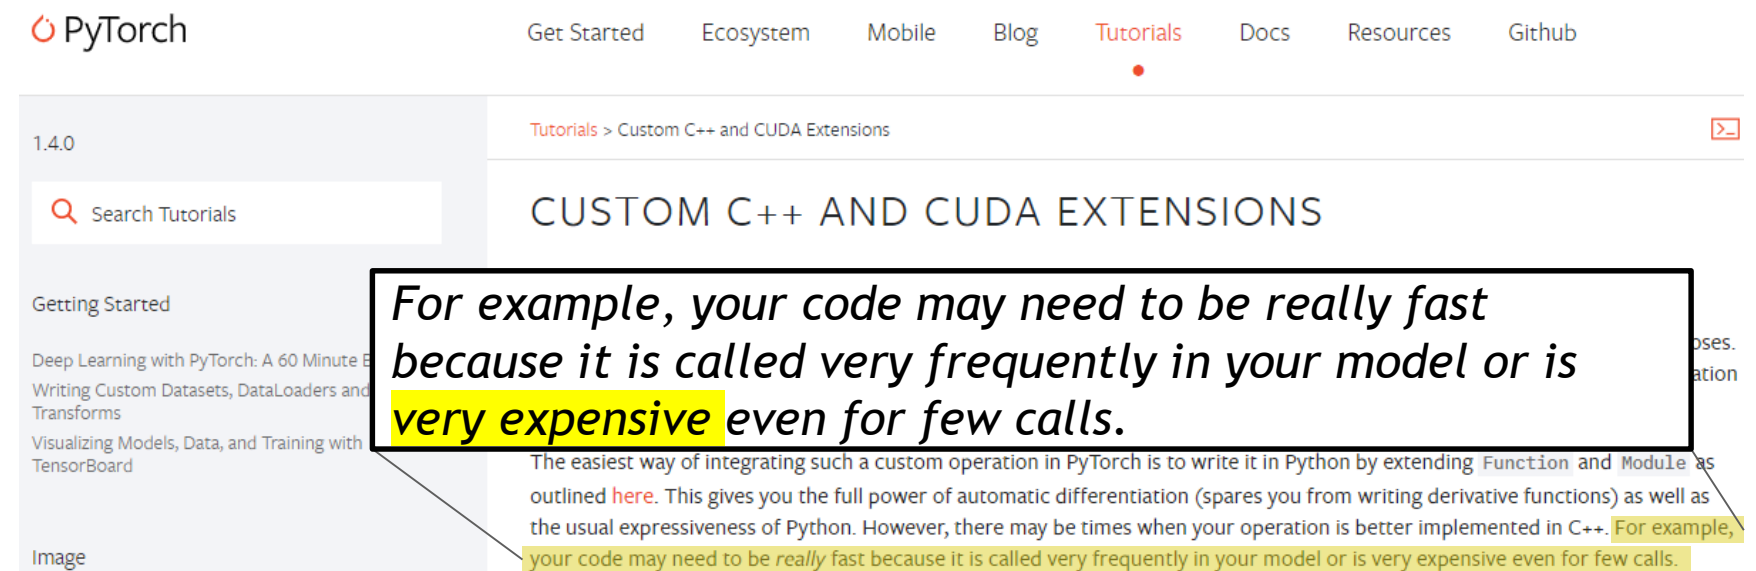 PyTorch
Get Started Ecosystem Mobile Blog Tutorials Docs Resources Github
1.4.0
Search Tutorials
Getting Started
Deep Learning with PyTorch: A 60 Minute
Writing Custom Datasets, DataLoaders and
Transforms
Visualizing Models, Data, and Training with
TensorBoard
Image
Tutorials > Custom C++ and CUDA Extensions
CUSTOM C++ AND CUDA EXTENSIONS
For example, your code may need to be really fast
because it is called very frequently in your model or is
very expensive even for few calls.
The easiest way of integrating such a custom operation in PyTorch is to write it in Python by extending Function and Module as
outlined here. This gives you the full power of automatic differentiation (spares you from writing derivative functions) as well as
the usual expressiveness of Python. However, there may be times when your operation is better implemented in C++. For example,
your code may need to be really fast because it is called very frequently in your model or is very expensive even for few calls.